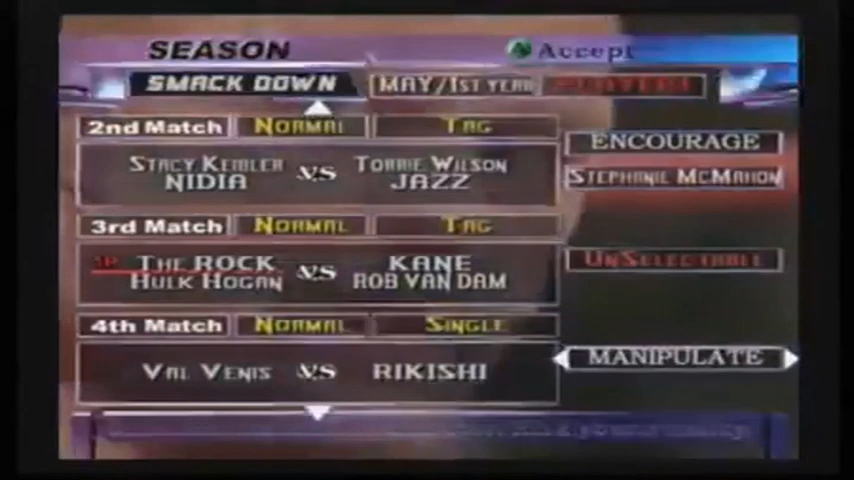 SEASON
A Accept
SMACK DOWN
MAY/1ST YEAR
PLAYER1
2nd Match NORMAL TAG
STACY KEIBLER VS TORRIE WILSON
NIDIA JAZZ
ENCOURAGE
STEPHANIE MCMAHON
3rd Match NORMAL TAG
1P THE ROCK VS KANE
HULK HOGAN ROB VAN DAM
UNSELECTABLE
4th Match NORMAL SINGLE
VAL VENIS VS RIKISHI
MANIPULATE